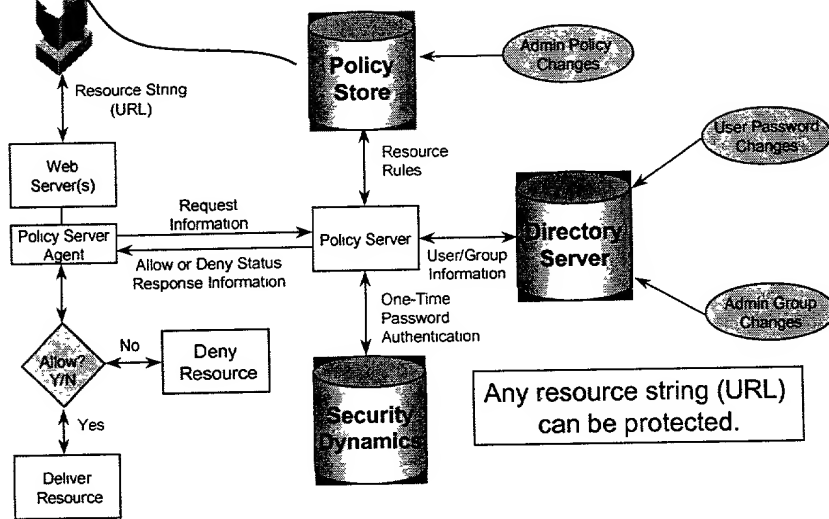 Policy
Store
Admin Policy
Changes
Resource String
(URL)
Web
Server(s)
Resource
Rules
User Password
Changes
Request
Information
Policy Server
Agent
Policy Server
Allow or Deny Status
Response Information
User/Group
Information
Directory
Server
One-Time
Password
Authentication
Admin Group
Changes
Allow?
Y/N
No
Deny
Resource
Security
Dynamics
Any resource string (URL)
can be protected.
Yes
Deliver
Resource